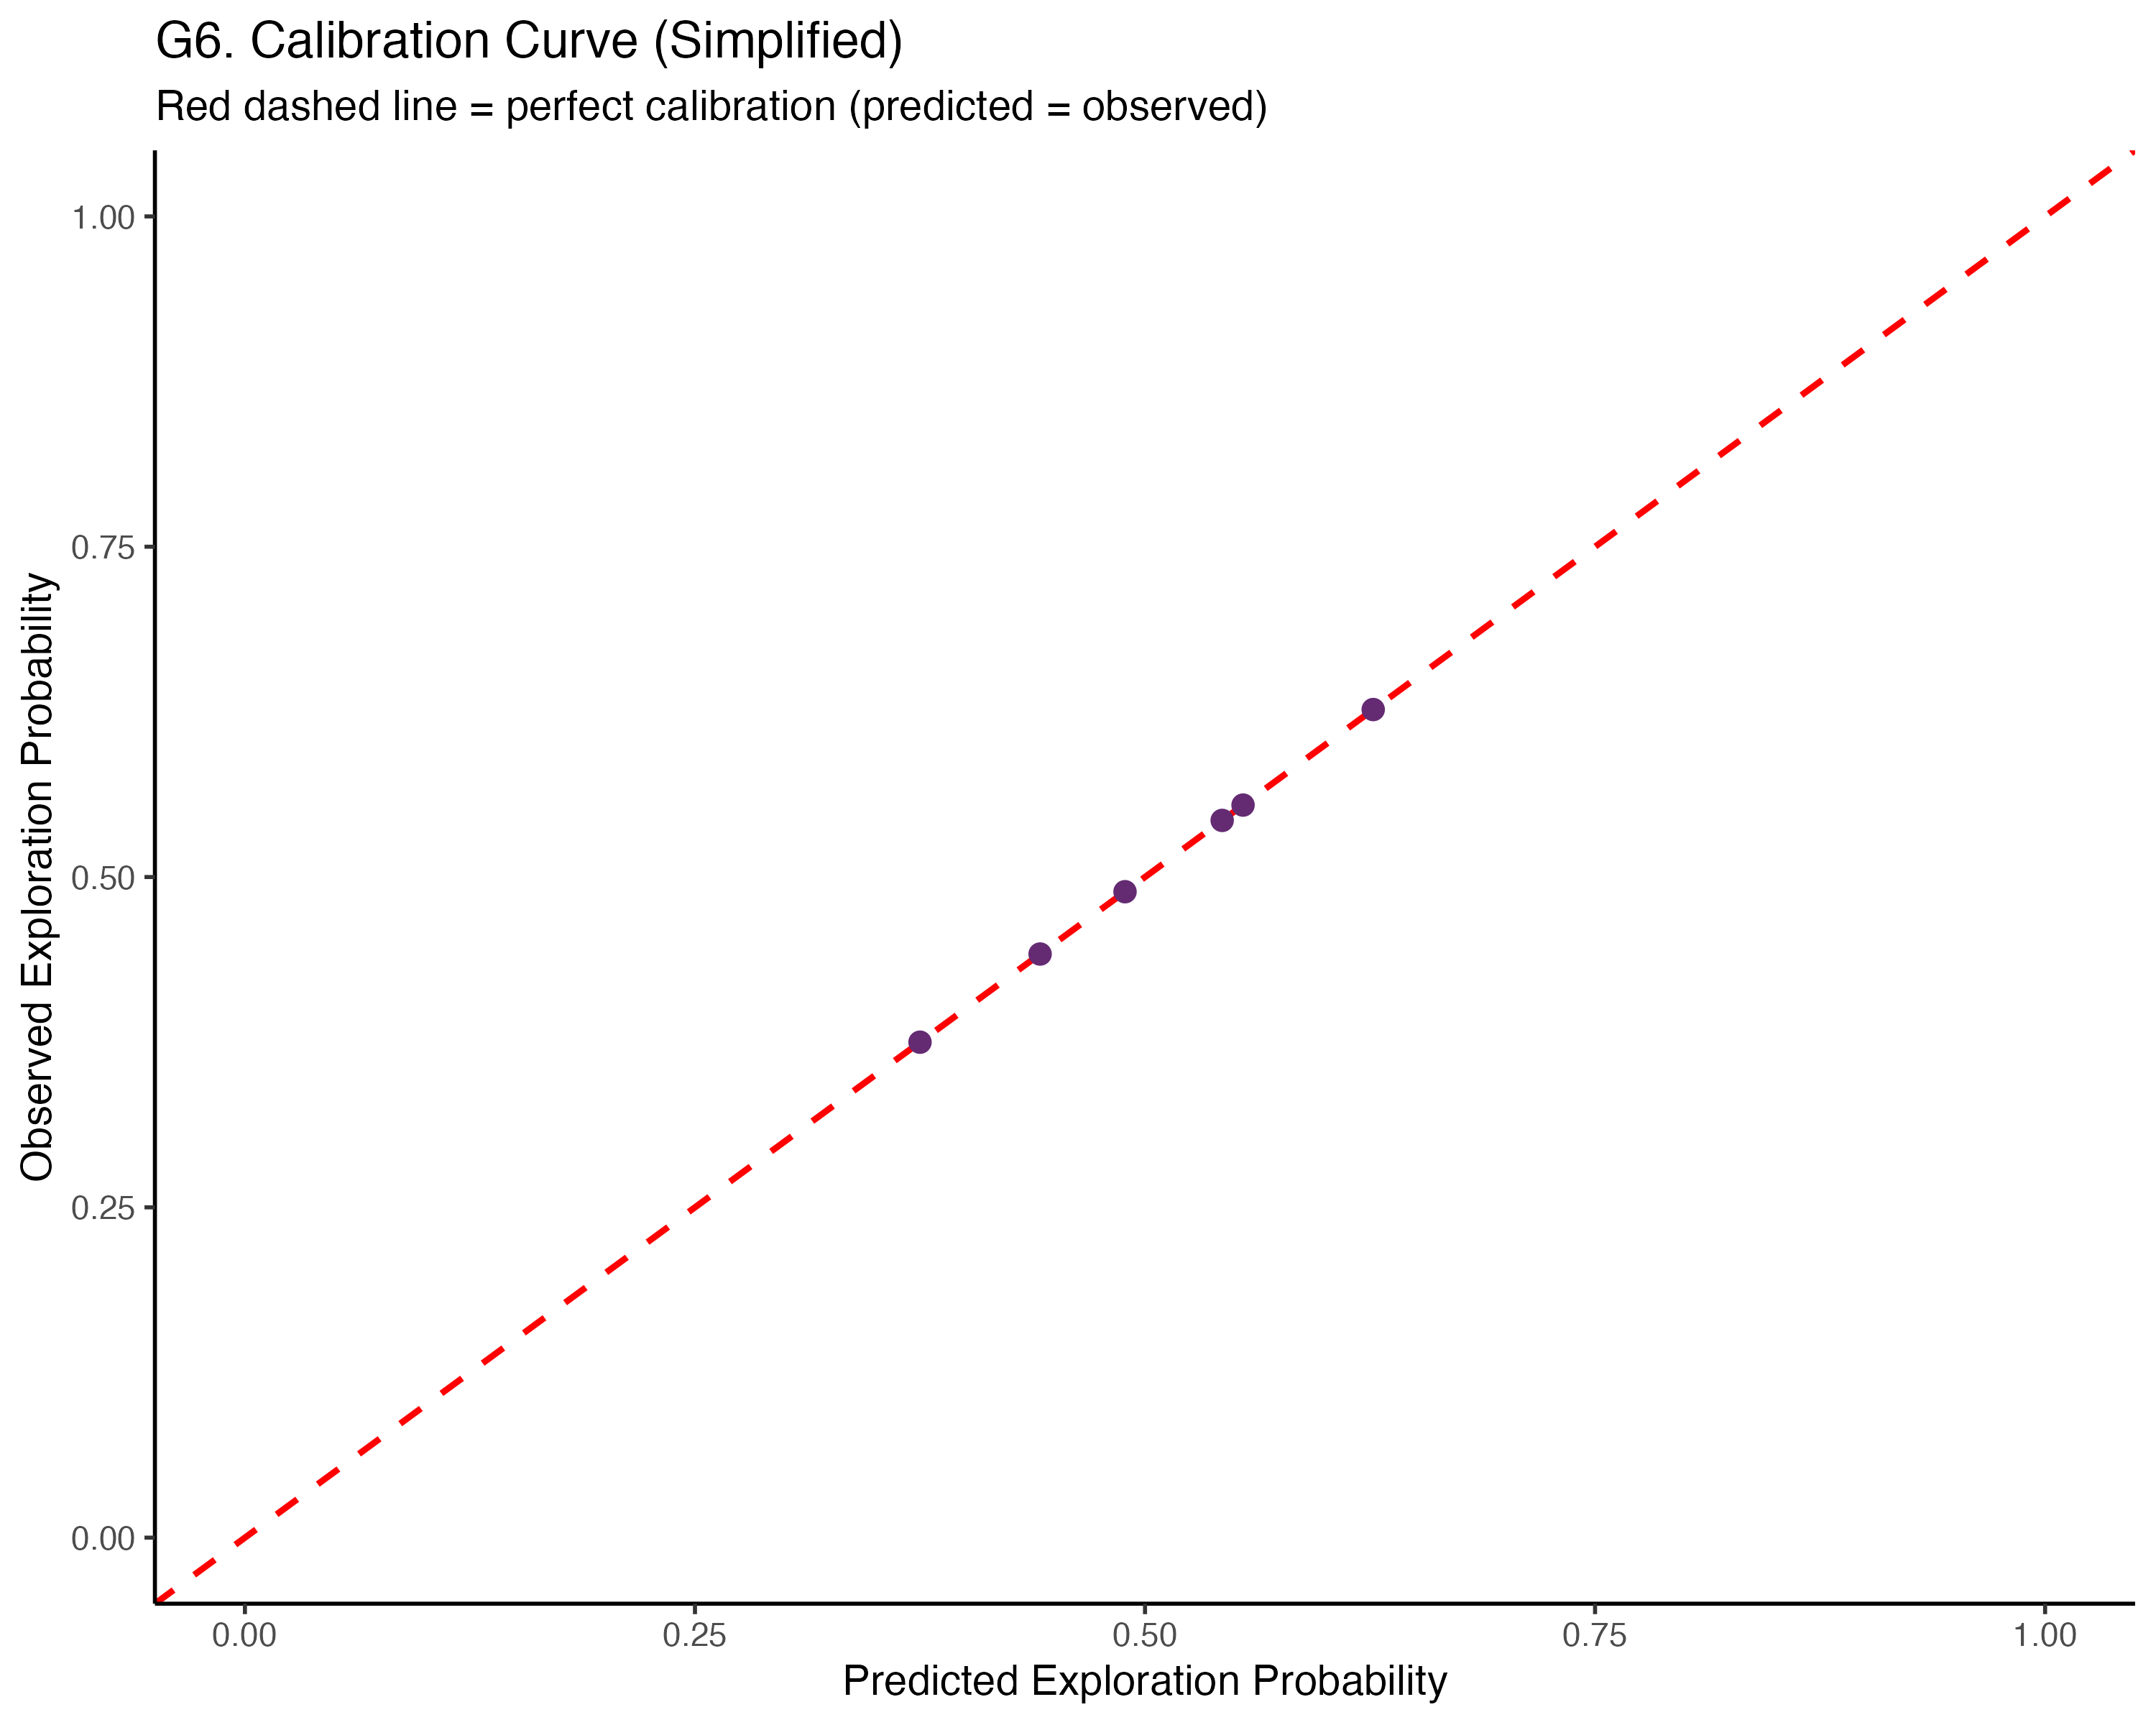 G6. Calibration Curve (Simplified)
Red dashed line = perfect calibration (predicted = observed)
Observed Exploration Probability
1.00
0.75
0.50
0.25
0.00
0.00
0.25
0.50
0.75
1.00
Predicted Exploration Probability